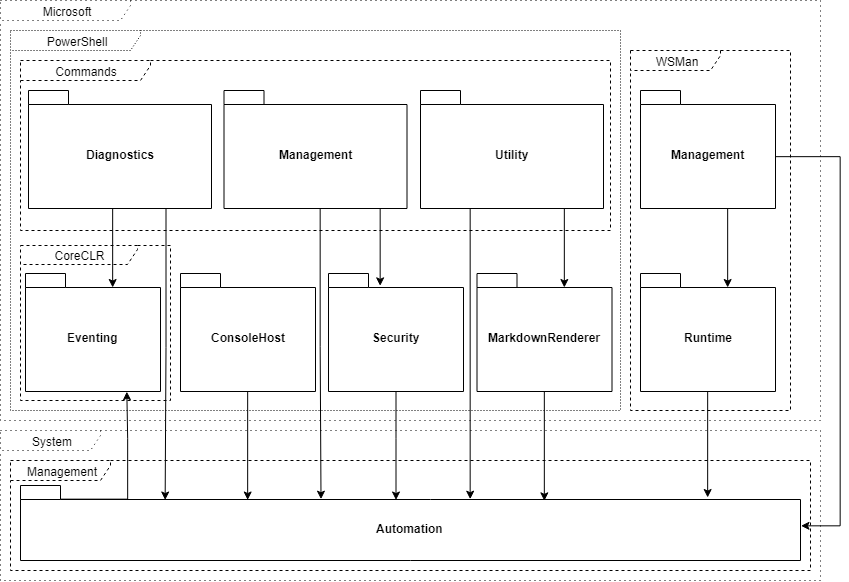 Microsoft
PowerShell
WSMan
Commands
Diagnostics
Management
Utility
Management
CoreCLR
Eventing
ConsoleHost
Security
MarkdownRenderer
Runtime
System
Management
Automation